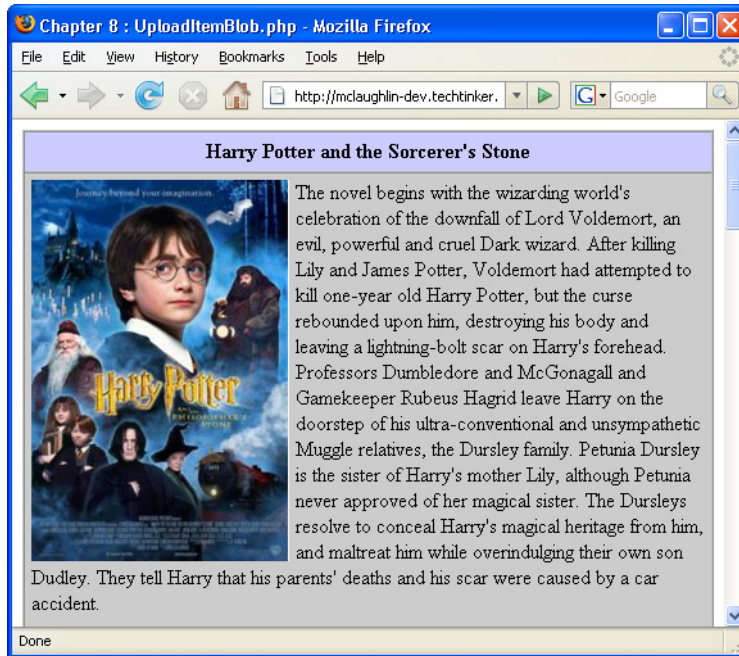 Chapter 8 : UploadItemBlob.php - Mozilla Firefox
File Edit View History Bookmarks Tools Help
http://mclaughlin-dev.techtinker.
G Google
Harry Potter and the Sorcerer's Stone
Journey beyond your imagination.
Harry Potter
AND THE
PHILOSOPHER'S
STONE
The novel begins with the wizarding world's
celebration of the downfall of Lord Voldemort, an
evil, powerful and cruel Dark wizard. After killing
Lily and James Potter, Voldemort had attempted to
kill one-year old Harry Potter, but the curse
rebounded upon him, destroying his body and
leaving a lightning-bolt scar on Harry's forehead.
Professors Dumbledore and McGonagall and
Gamekeeper Rubeus Hagrid leave Harry on the
doorstep of his ultra-conventional and unsympathetic
Muggle relatives, the Dursley family. Petunia Dursley
is the sister of Harry's mother Lily, although Petunia
never approved of her magical sister. The Dursleys
resolve to conceal Harry's magical heritage from him,
and maltreat him while overindulging their own son
Dudley. They tell Harry that his parents' deaths and his scar were caused by a car
accident.
Done